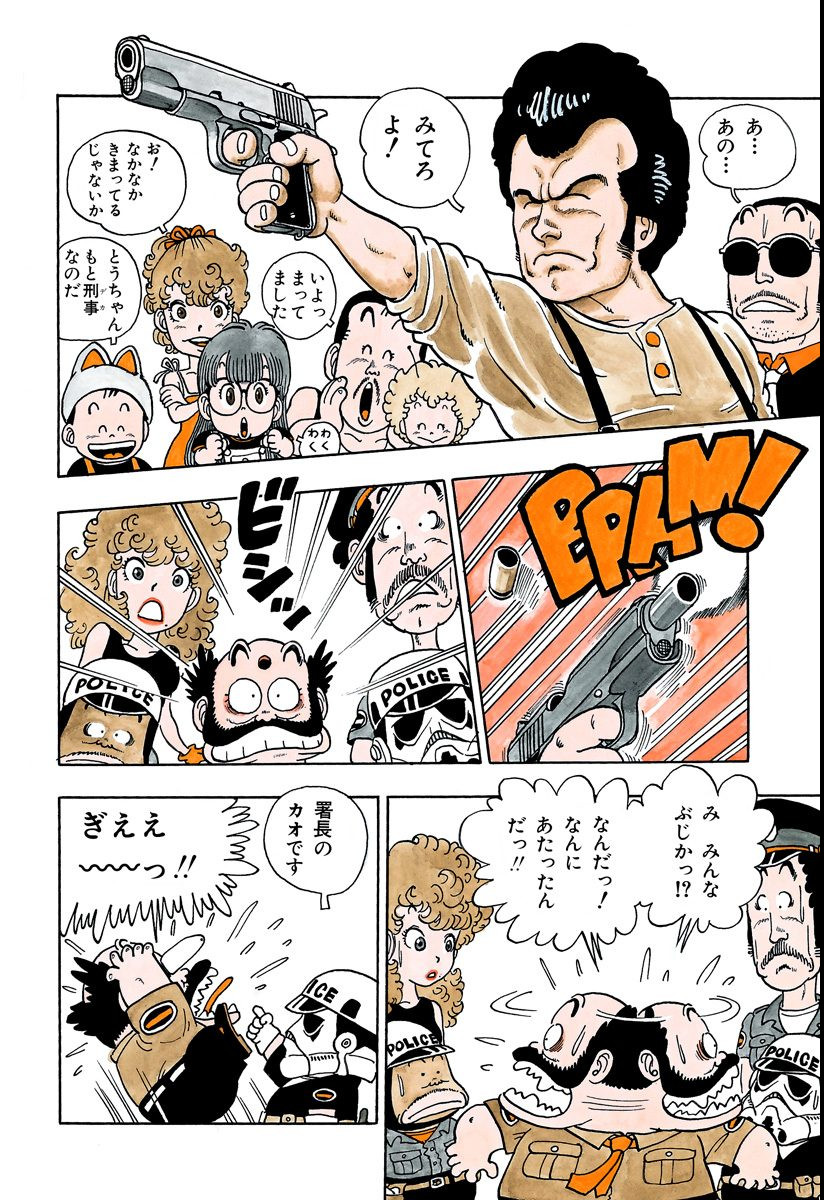 あ…
あの…
みてろ
よ！
お！
なかなか
きまってる
じゃないか
いよっ
まって
ました
とうちゃん
もと刑事
デカ
なのだ
わく
わく
BPAM!
ビシッ
POLICE
POLICE
み みんな
ぶじかっ!?
なんだっ！
なんに
あたったん
だっ!!
POLICE
POLICE
署長の
カオです
ぎええ
〜〜〜っ!!
ICE